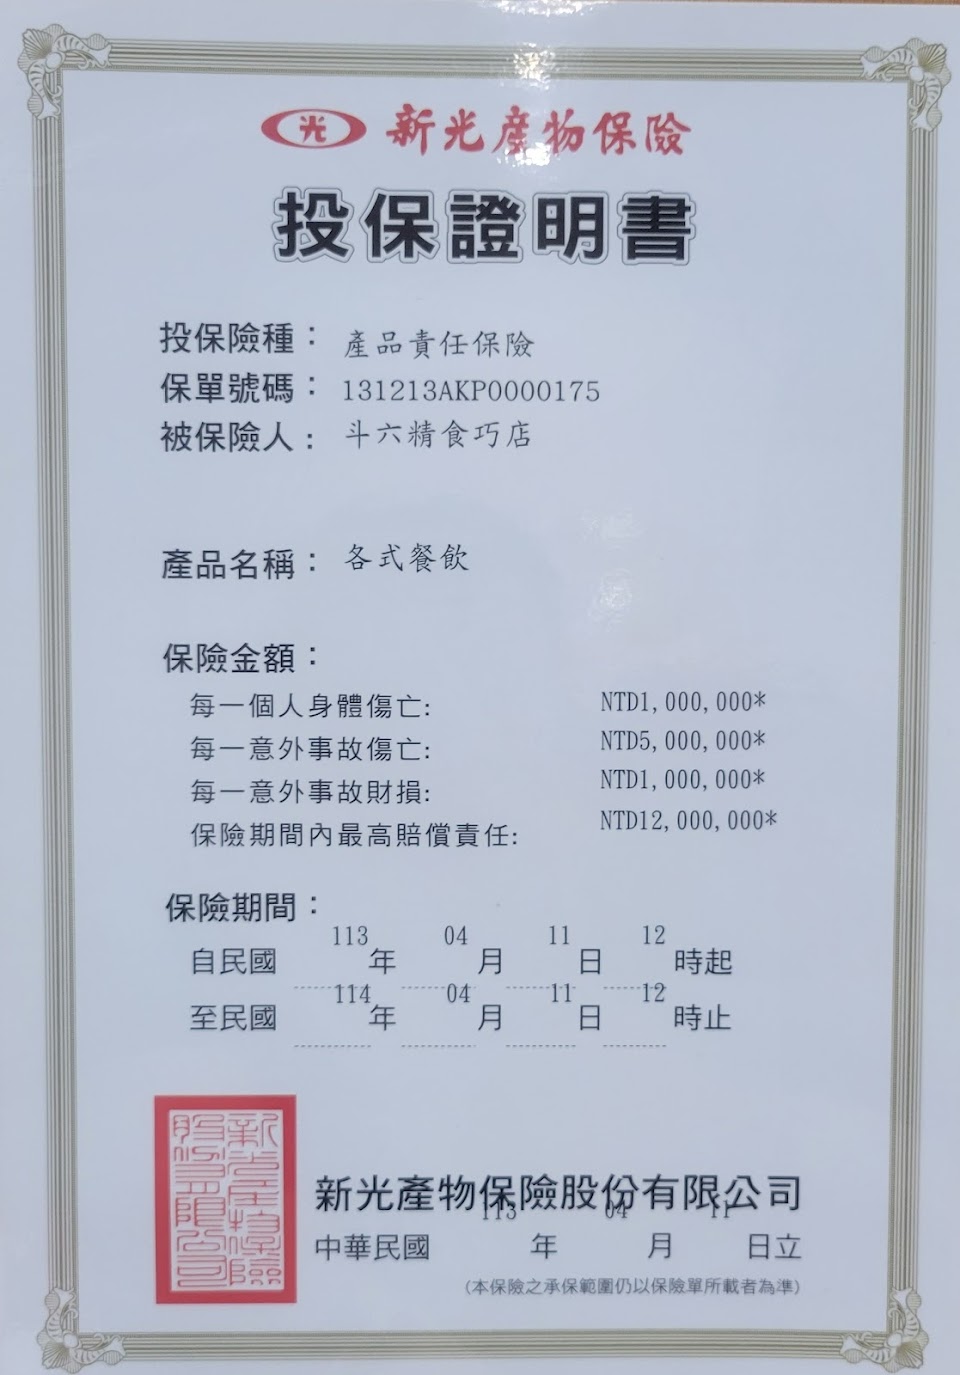 光 新光產物保險
投保證明書
投保險種： 產品責任保險
保單號碼： 131213AKP0000175
被保險人： 斗六精食巧店
產品名稱： 各式餐飲
保險金額：
每一個人身體傷亡: NTD1,000,000*
每一意外事故傷亡: NTD5,000,000*
每一意外事故財損: NTD1,000,000*
保險期間內最高賠償責任: NTD12,000,000*
保險期間：
自民國 113 年 04 月 11 日 12 時起
至民國 114 年 04 月 11 日 12 時止
新光產物保險股份有限公司
中華民國 113 年 04 月 11 日立
(本保險之承保範圍仍以保險單所載者為準)